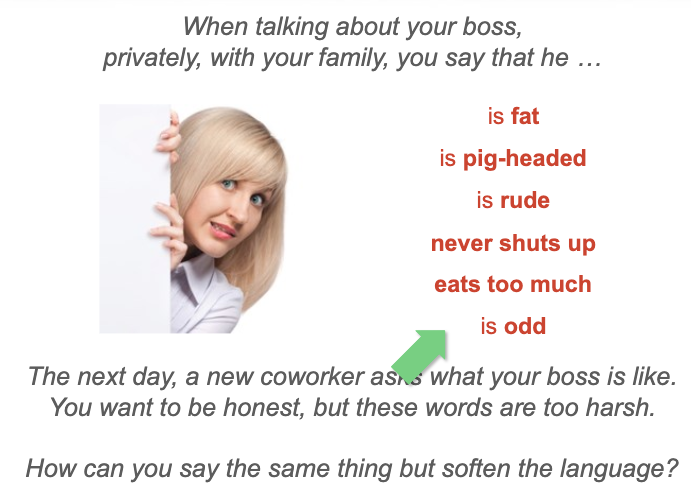 When talking about your boss,
privately, with your family, you say that he …
is fat
is pig-headed
is rude
never shuts up
eats too much
is odd
The next day, a new coworker asks what your boss is like.
You want to be honest, but these words are too harsh.
How can you say the same thing but soften the language?